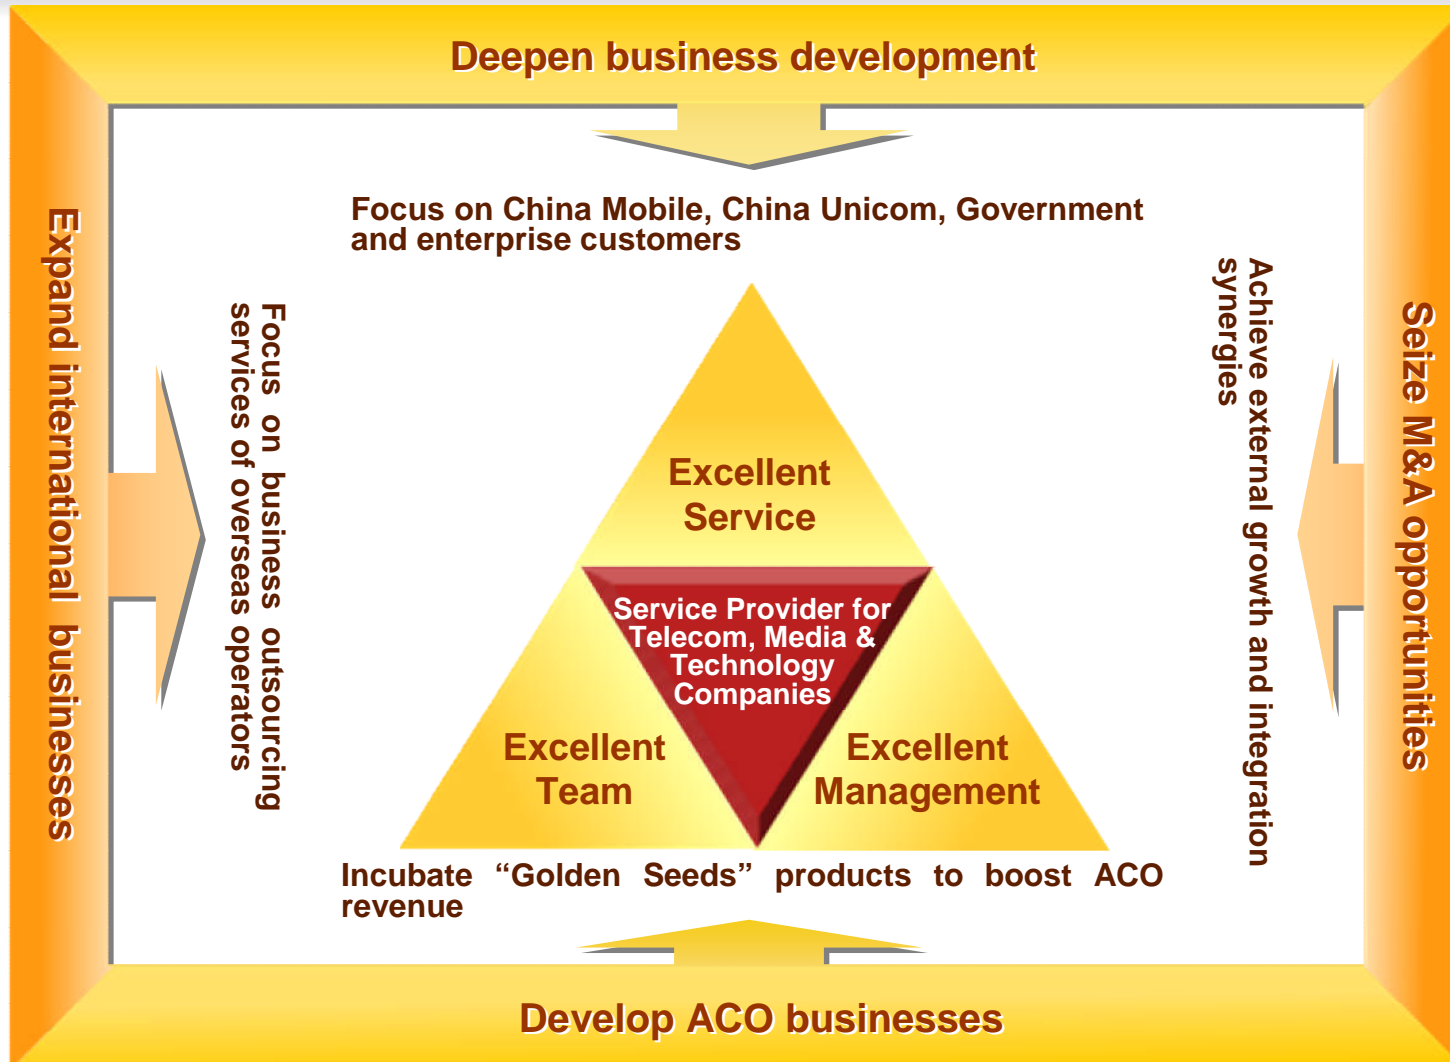 Deepen business development
Focus on China Mobile, China Unicom, Government
and enterprise customers
Expand international businesses
Focus on business outsourcing
services of overseas operators
Excellent
Service
Service Provider for
Telecom, Media &
Technology
Companies
Excellent
Team
Excellent
Management
Achieve external growth and integration
synergies
Seize M&A opportunities
Incubate “Golden Seeds” products to boost ACO
revenue
Develop ACO businesses